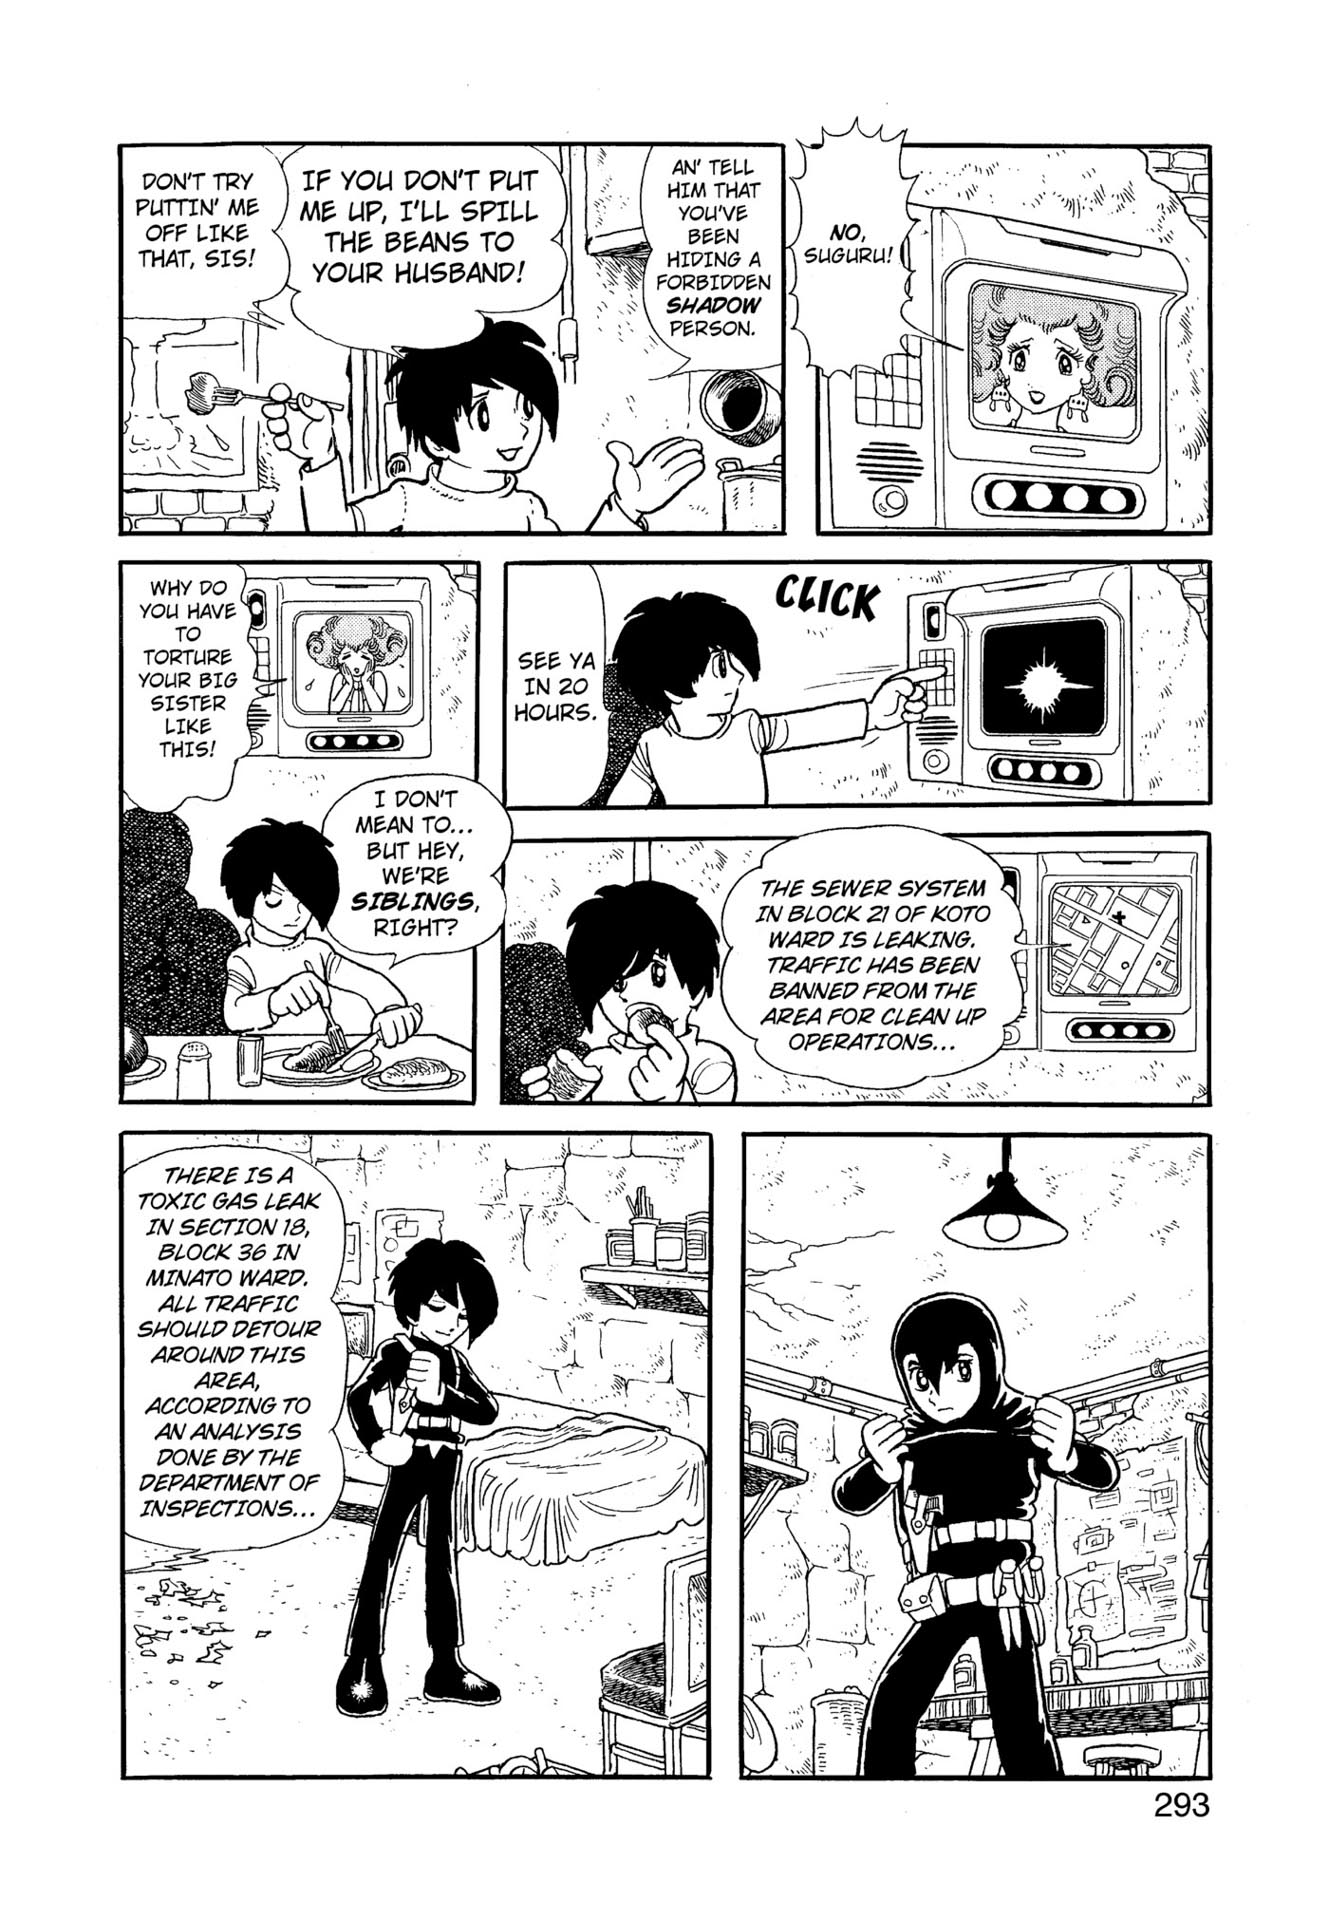 DON'T TRY
PUTTIN' ME
OFF LIKE
THAT, SIS!
IF YOU DON'T PUT
ME UP, I'LL SPILL
THE BEANS TO
YOUR HUSBAND!
AN' TELL
HIM THAT
YOU'VE
BEEN
HIDING A
FORBIDDEN
SHADOW
PERSON.
NO,
SUGURU!
WHY DO
YOU HAVE
TO
TORTURE
YOUR BIG
SISTER
LIKE
THIS!
I DON'T
MEAN TO...
BUT HEY,
WE'RE
SIBLINGS,
RIGHT?
SEE YA
IN 20
HOURS.
CLICK
THE SEWER SYSTEM
IN BLOCK 21 OF KOTO
WARD IS LEAKING.
TRAFFIC HAS BEEN
BANNED FROM THE
AREA FOR CLEAN UP
OPERATIONS...
THERE IS A
TOXIC GAS LEAK
IN SECTION 18,
BLOCK 36 IN
MINATO WARD.
ALL TRAFFIC
SHOULD DETOUR
AROUND THIS
AREA,
ACCORDING TO
AN ANALYSIS
DONE BY THE
DEPARTMENT OF
INSPECTIONS...
293